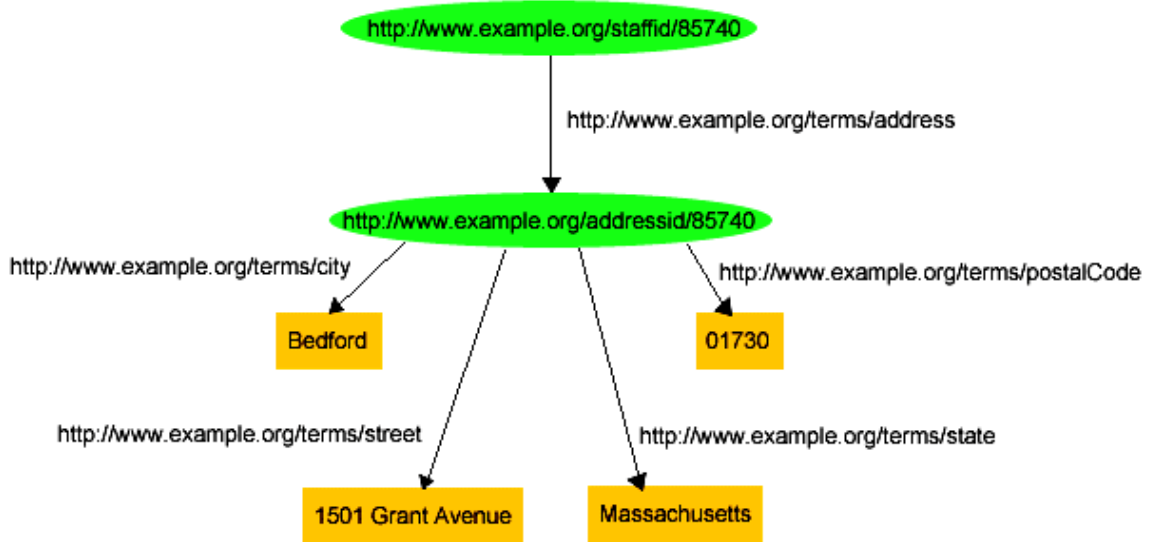 http://www.example.org/staffid/85740
http://www.example.org/terms/address
http://www.example.org/addressid/85740
http://www.example.org/terms/city
http://www.example.org/terms/postalCode
Bedford
01730
http://www.example.org/terms/street
http://www.example.org/terms/state
1501 Grant Avenue
Massachusetts